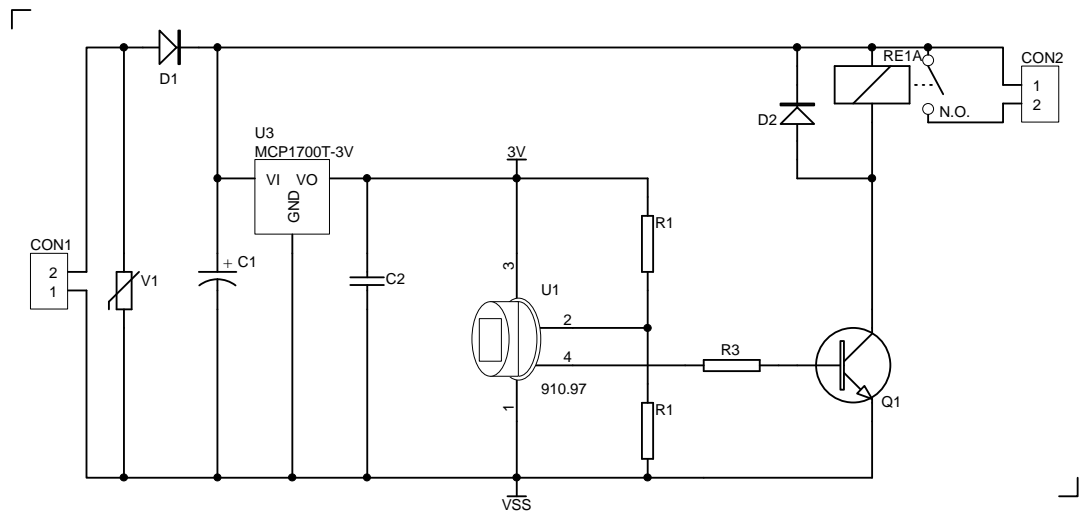 D1
RE1A
CON2
1
2
N.O.
D2
U3
MCP1700T-3V
VI
VO
GND
3V
R1
CON1
2
1
V1
+ C1
C2
3
U1
2
4
R3
910.97
1
R1
Q1
VSS